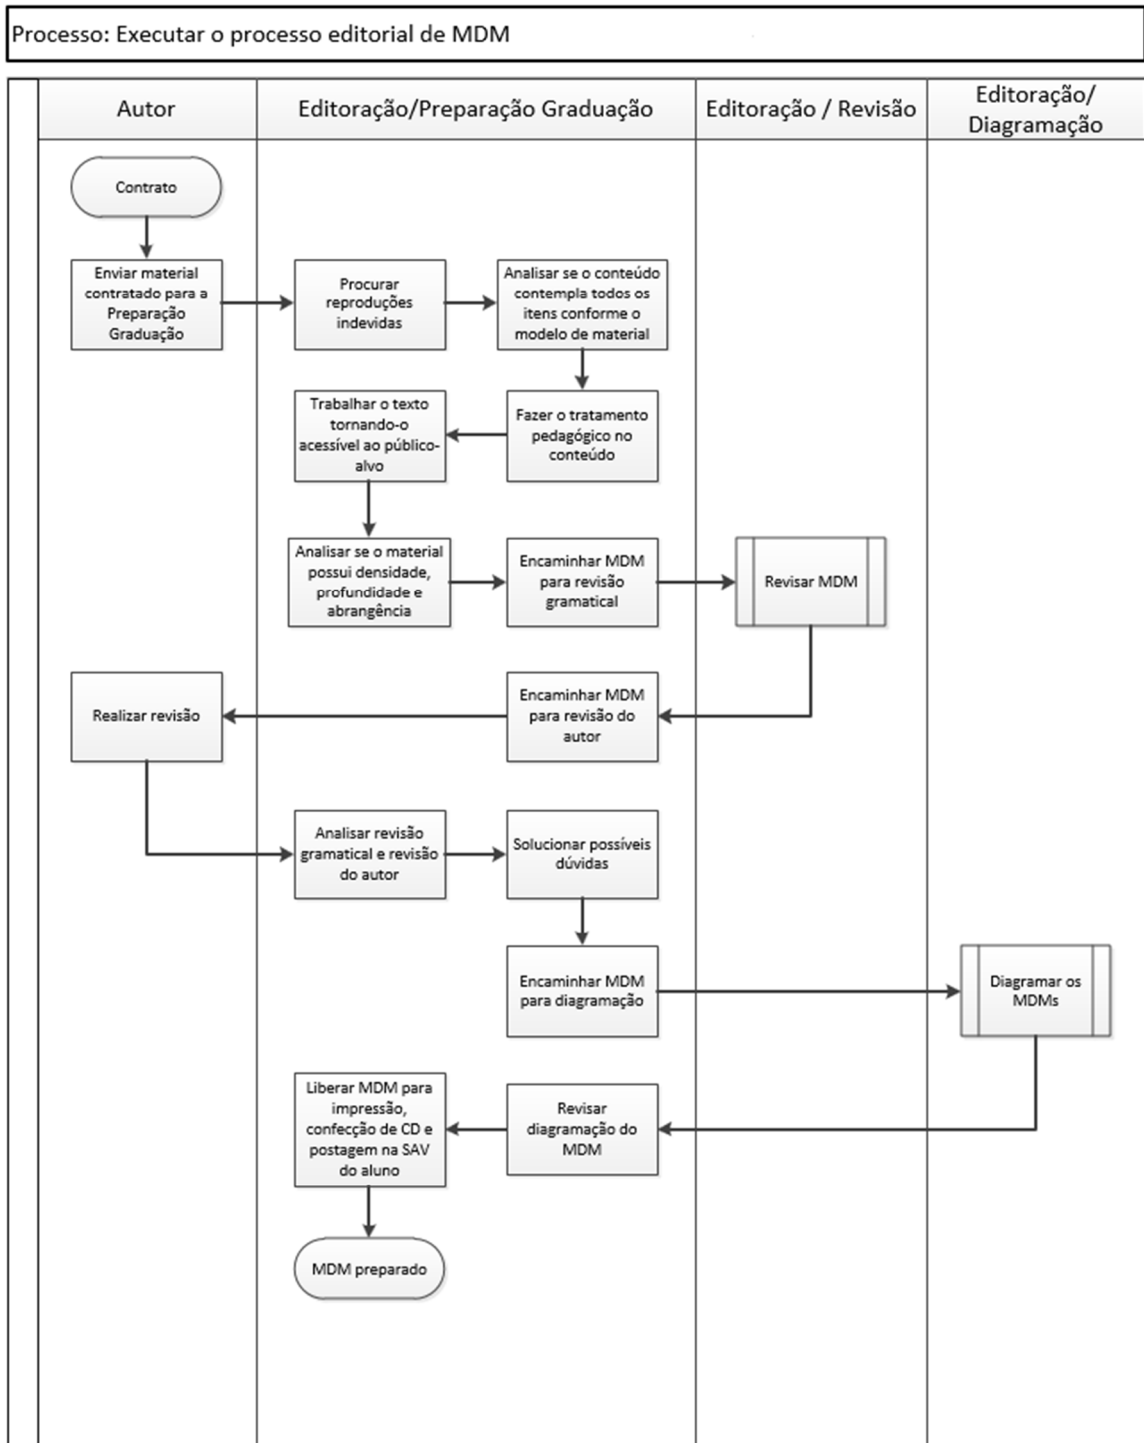 Processo: Executar o processo editorial de MDM
Autor
Editoração/Preparação Graduação
Editoração / Revisão
Editoração/
Diagramação
Contrato
Enviar material
contratado para a
Preparação
Graduação
Procurar
reproduções
indevidas
Analisar se o conteúdo
contempla todos os
itens conforme o
modelo de material
Trabalhar o texto
tornando-o
acessível ao público-
alvo
Fazer o tratamento
pedagógico no
conteúdo
Analisar se o material
possui densidade,
profundidade e
abrangência
Encaminhar MDM
para revisão
gramatical
Revisar MDM
Realizar revisão
Encaminhar MDM
para revisão do
autor
Analisar revisão
gramatical e revisão
do autor
Solucionar possíveis
dúvidas
Encaminhar MDM
para diagramação
Diagramar os
MDMs
Liberar MDM para
impressão,
confecção de CD e
postagem na SAV
do aluno
Revisar
diagramação do
MDM
MDM preparado